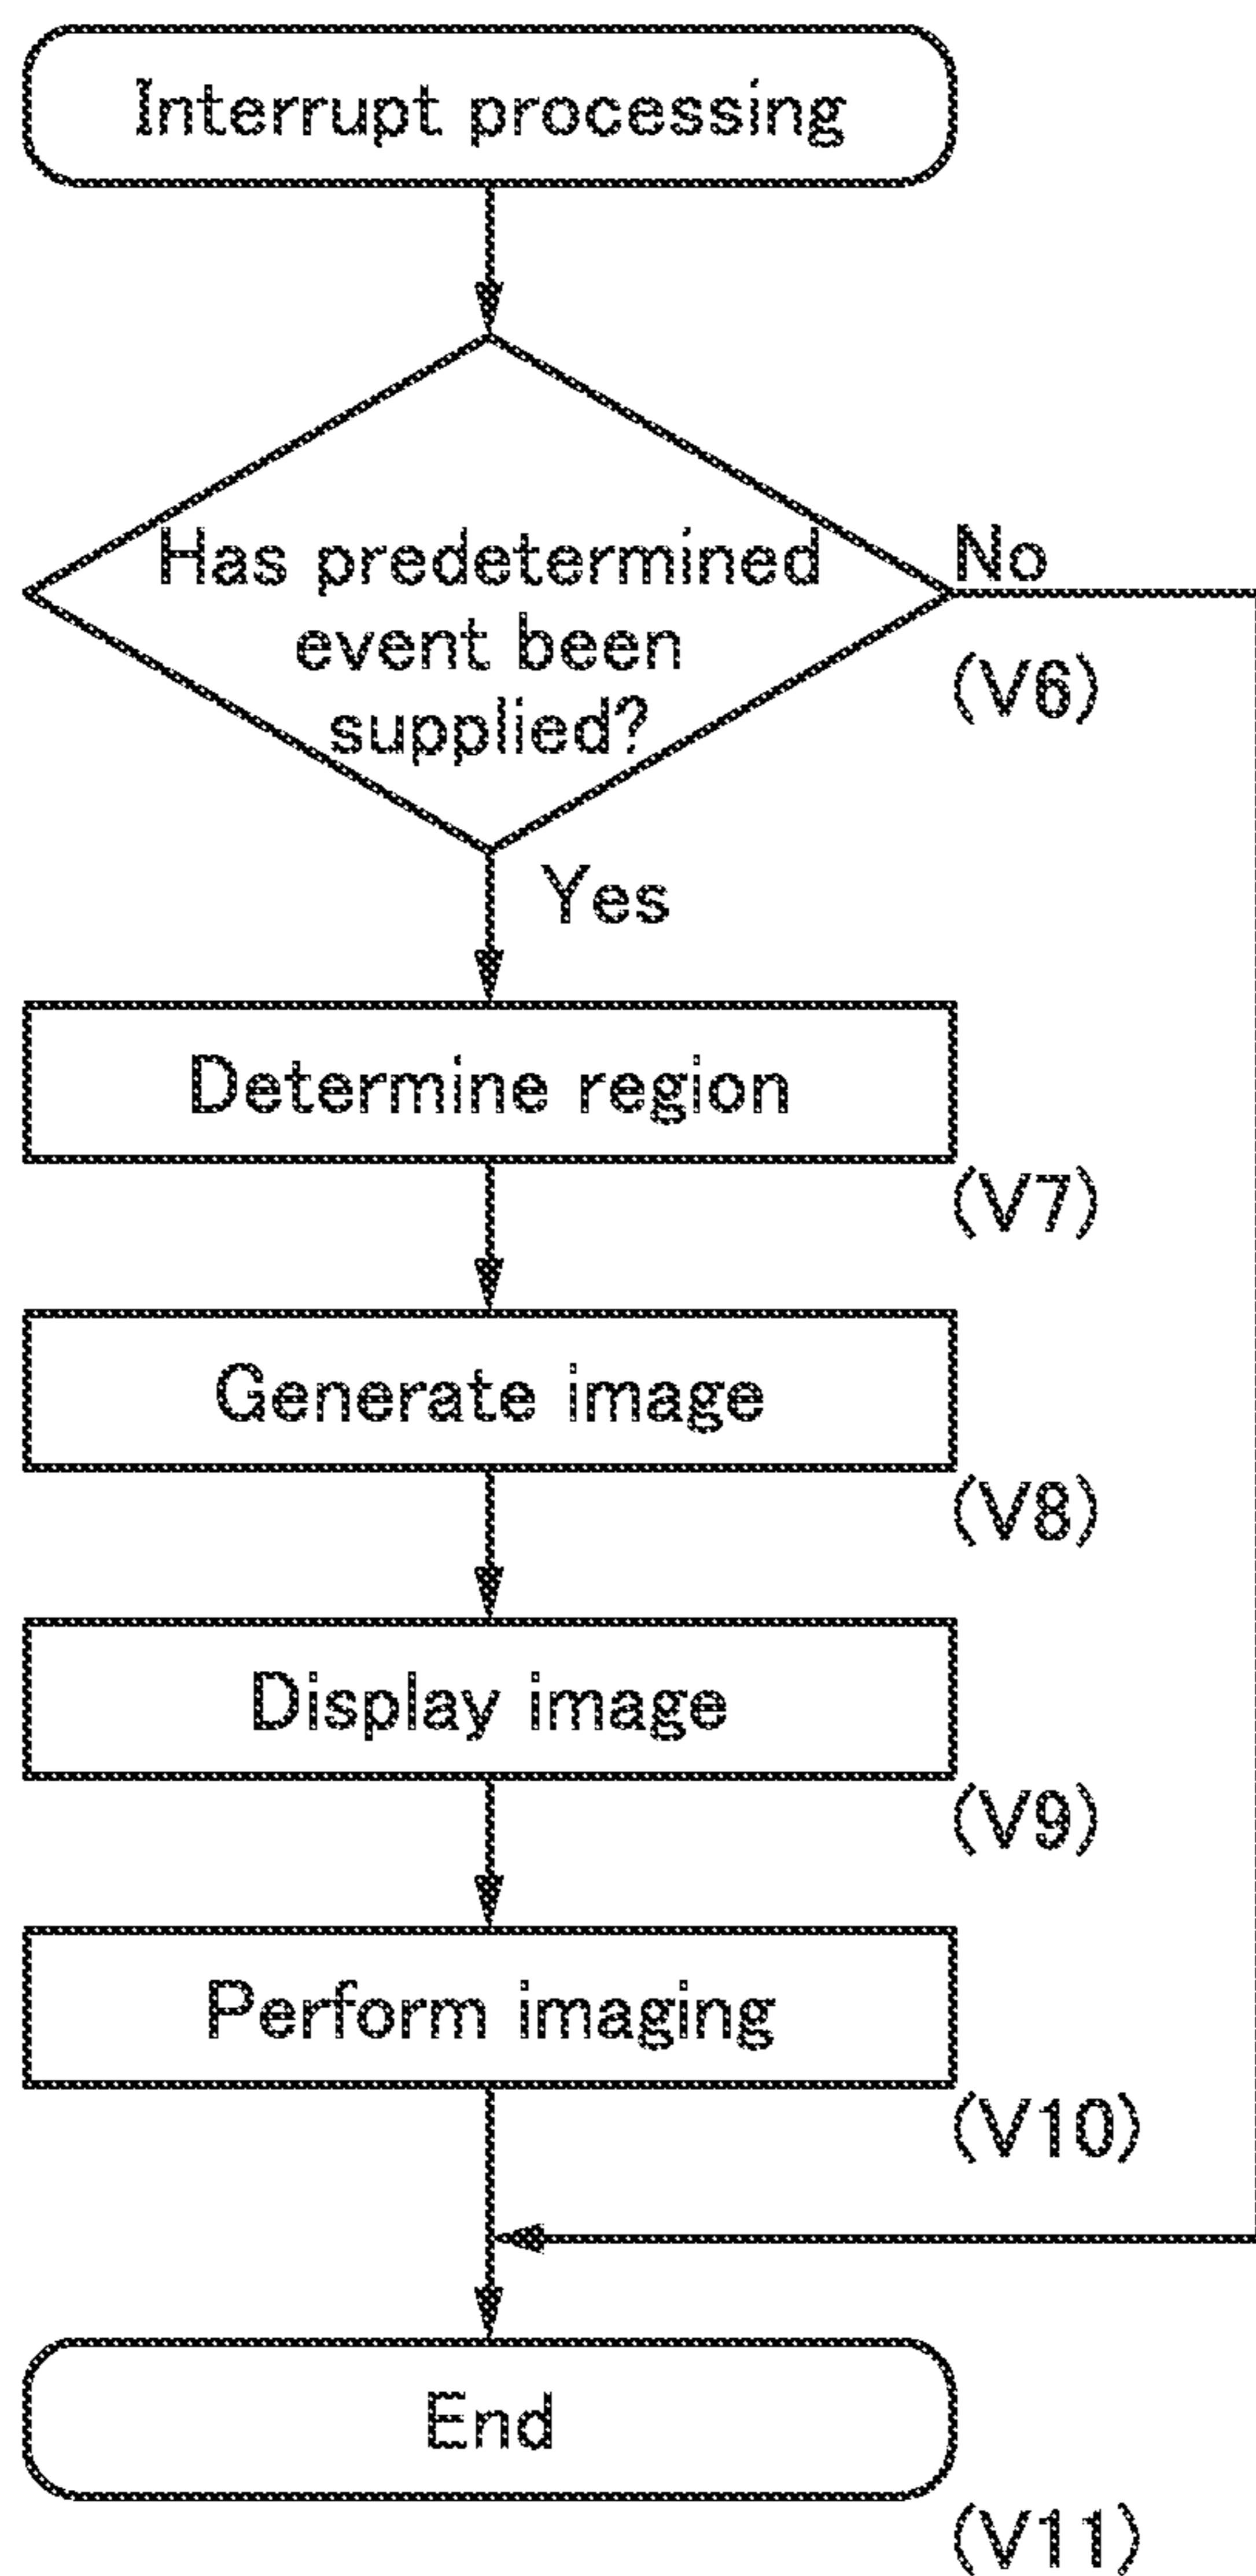 Interrupt processing
Has predetermined
event been
supplied?
No
(V6)
Yes
Determine region
(V7)
Generate image
(V8)
Display image
(V9)
Perform imaging
(V10)
End
(V11)